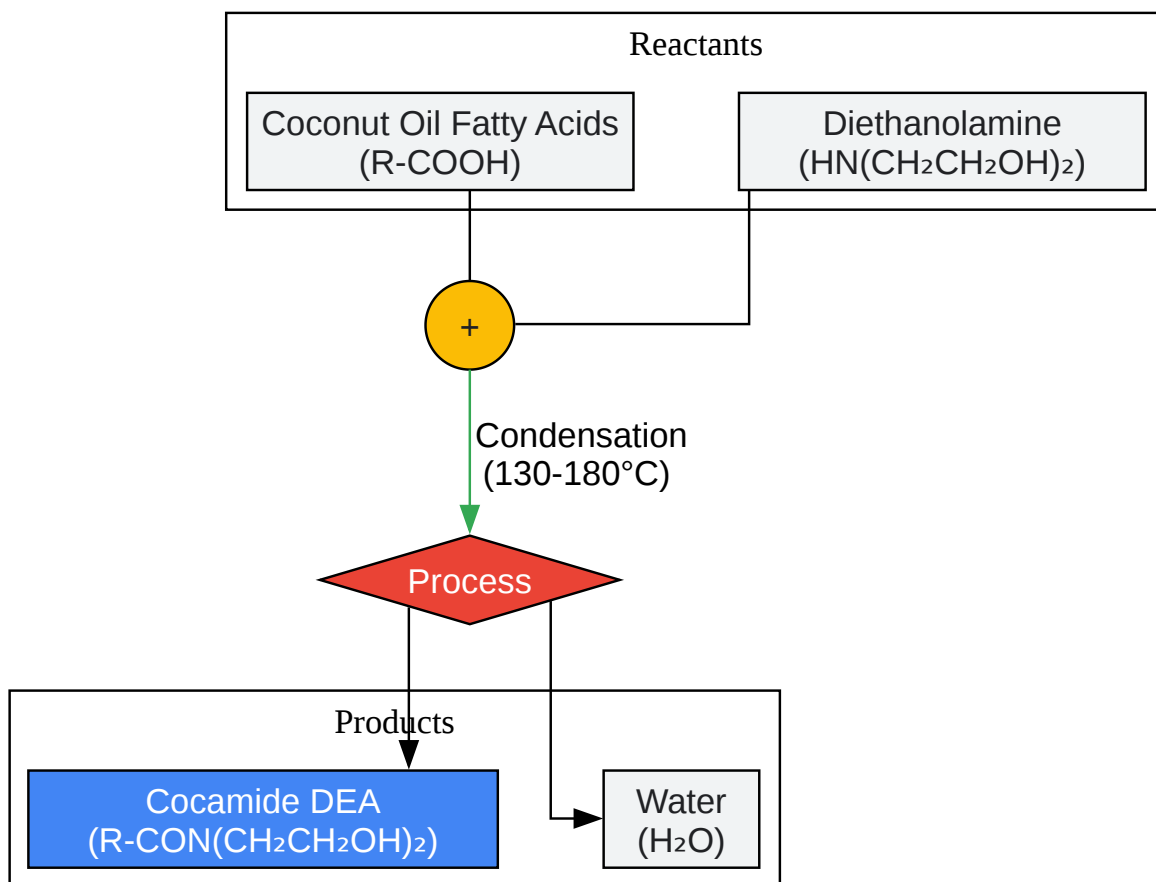 Reactants
Coconut Oil Fatty Acids
(R-COOH)
Diethanolamine
(HN(CH₂CH₂OH)₂)
+
Condensation
(130-180°C)
Process
Products
Cocamide DEA
(R-CON(CH₂CH₂OH)₂)
Water
(H₂O)